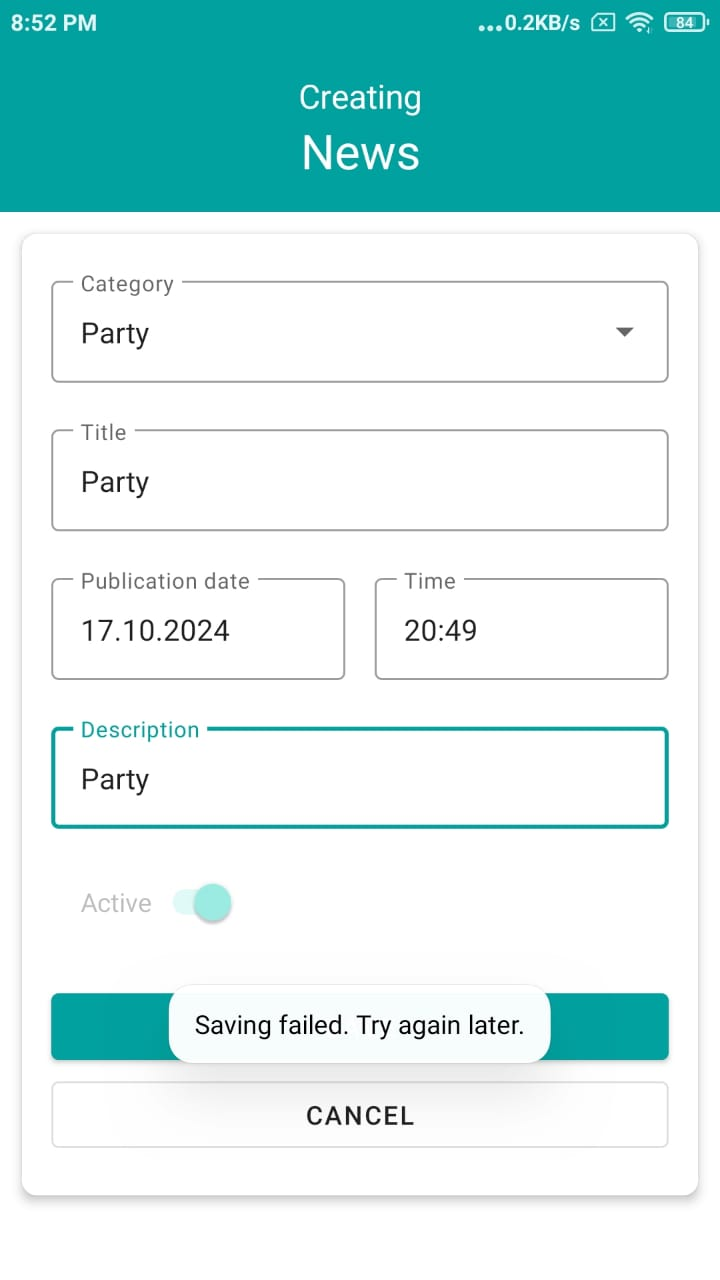 8:52 PM ...0.2KB/s 84
Creating
News
Category
Party
Title
Party
Publication date Time
17.10.2024 20:49
Description
Party
Active
Saving failed. Try again later.
CANCEL